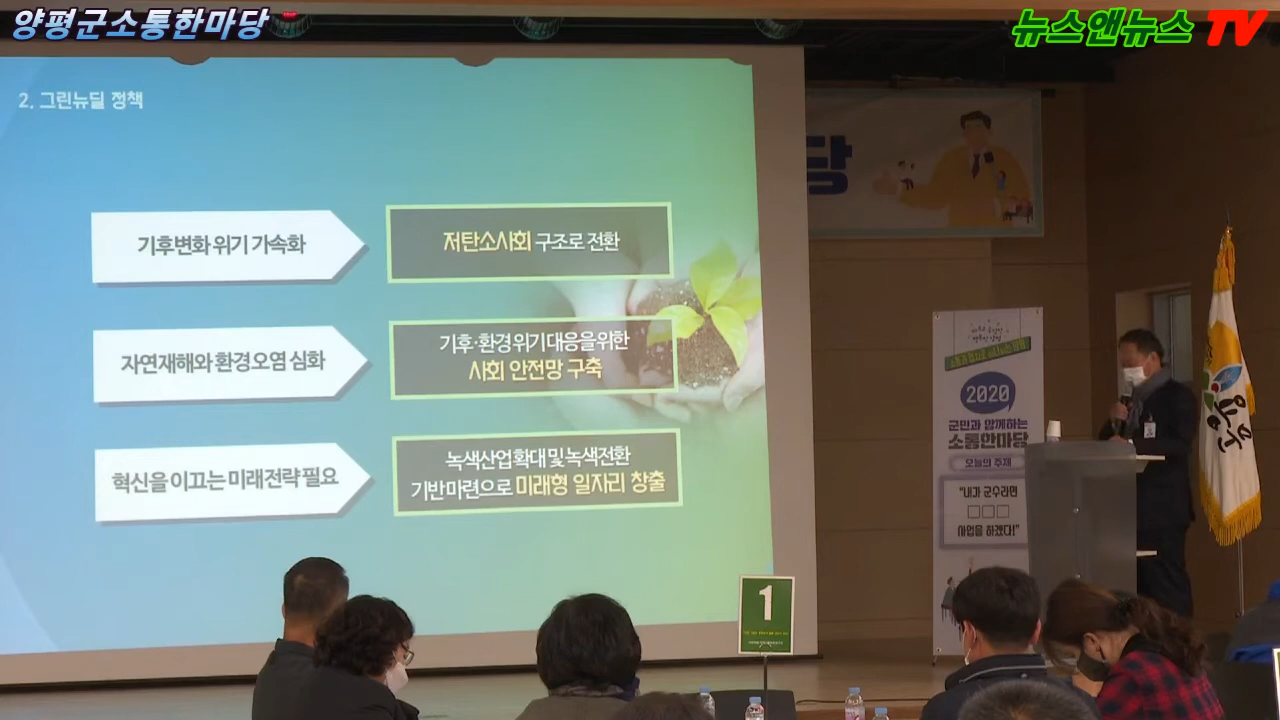 양평군소통한마당
뉴스앤뉴스 TV
2. 그린뉴딜 정책
기후변화 위기 가속화
저탄소사회 구조로 전환
자연재해와 환경오염 심화
기후·환경 위기 대응을 위한
사회 안전망 구축
혁신을 이끄는 미래전략 필요
녹색산업 확대 및 녹색전환
기반마련으로 미래형 일자리 창출
당
2020
군민과 함께하는
소통한마당
오늘의 주제
"내가 군수라면
□□□
사업을 하겠다!"
1